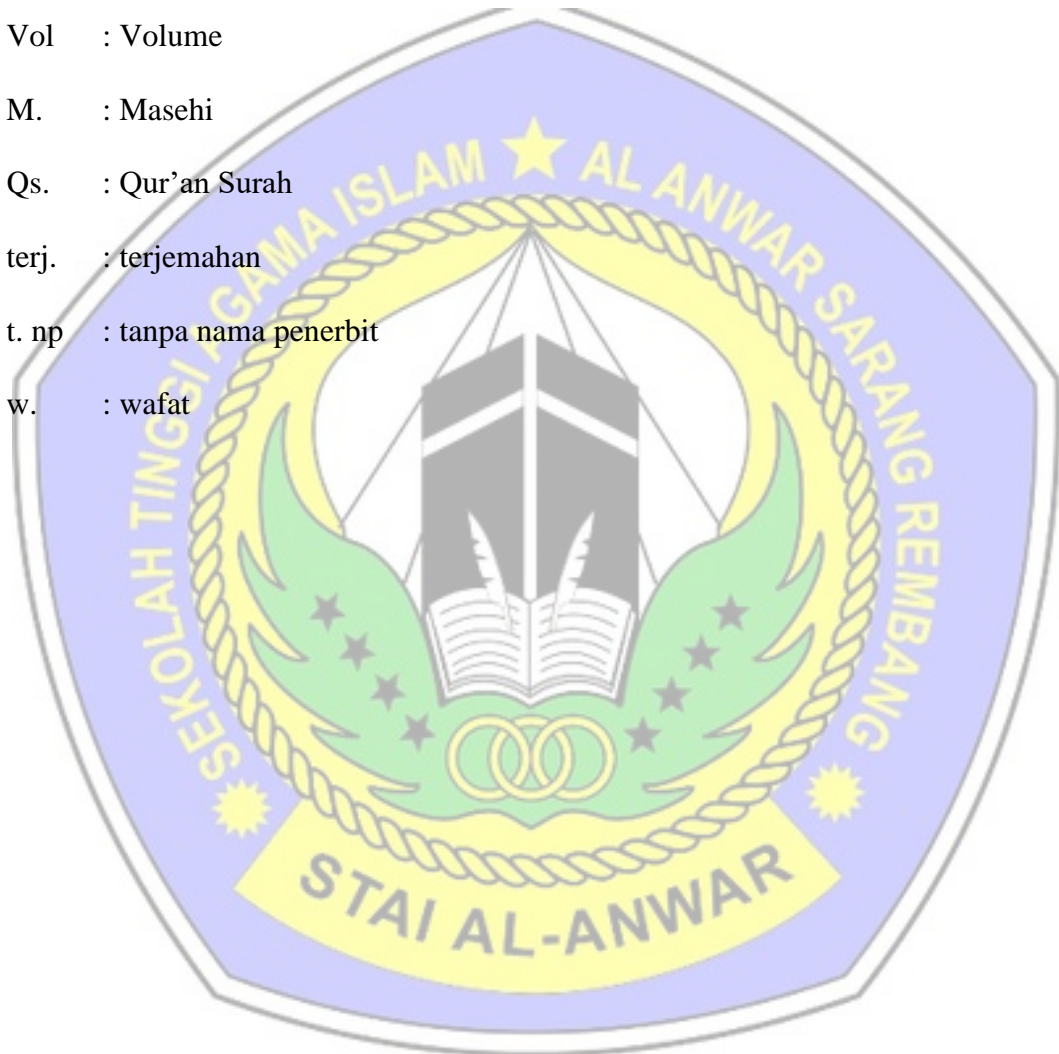 Vol : Volume
M. : Masehi
Qs. : Qur’an Surah
terj. : terjemahan
t. np : tanpa nama penerbit
w. : wafat
SEKOLAH TINGGI AGAMA ISLAM ★ AL ANWAR SARANG REMBANG
STAI AL-ANWAR